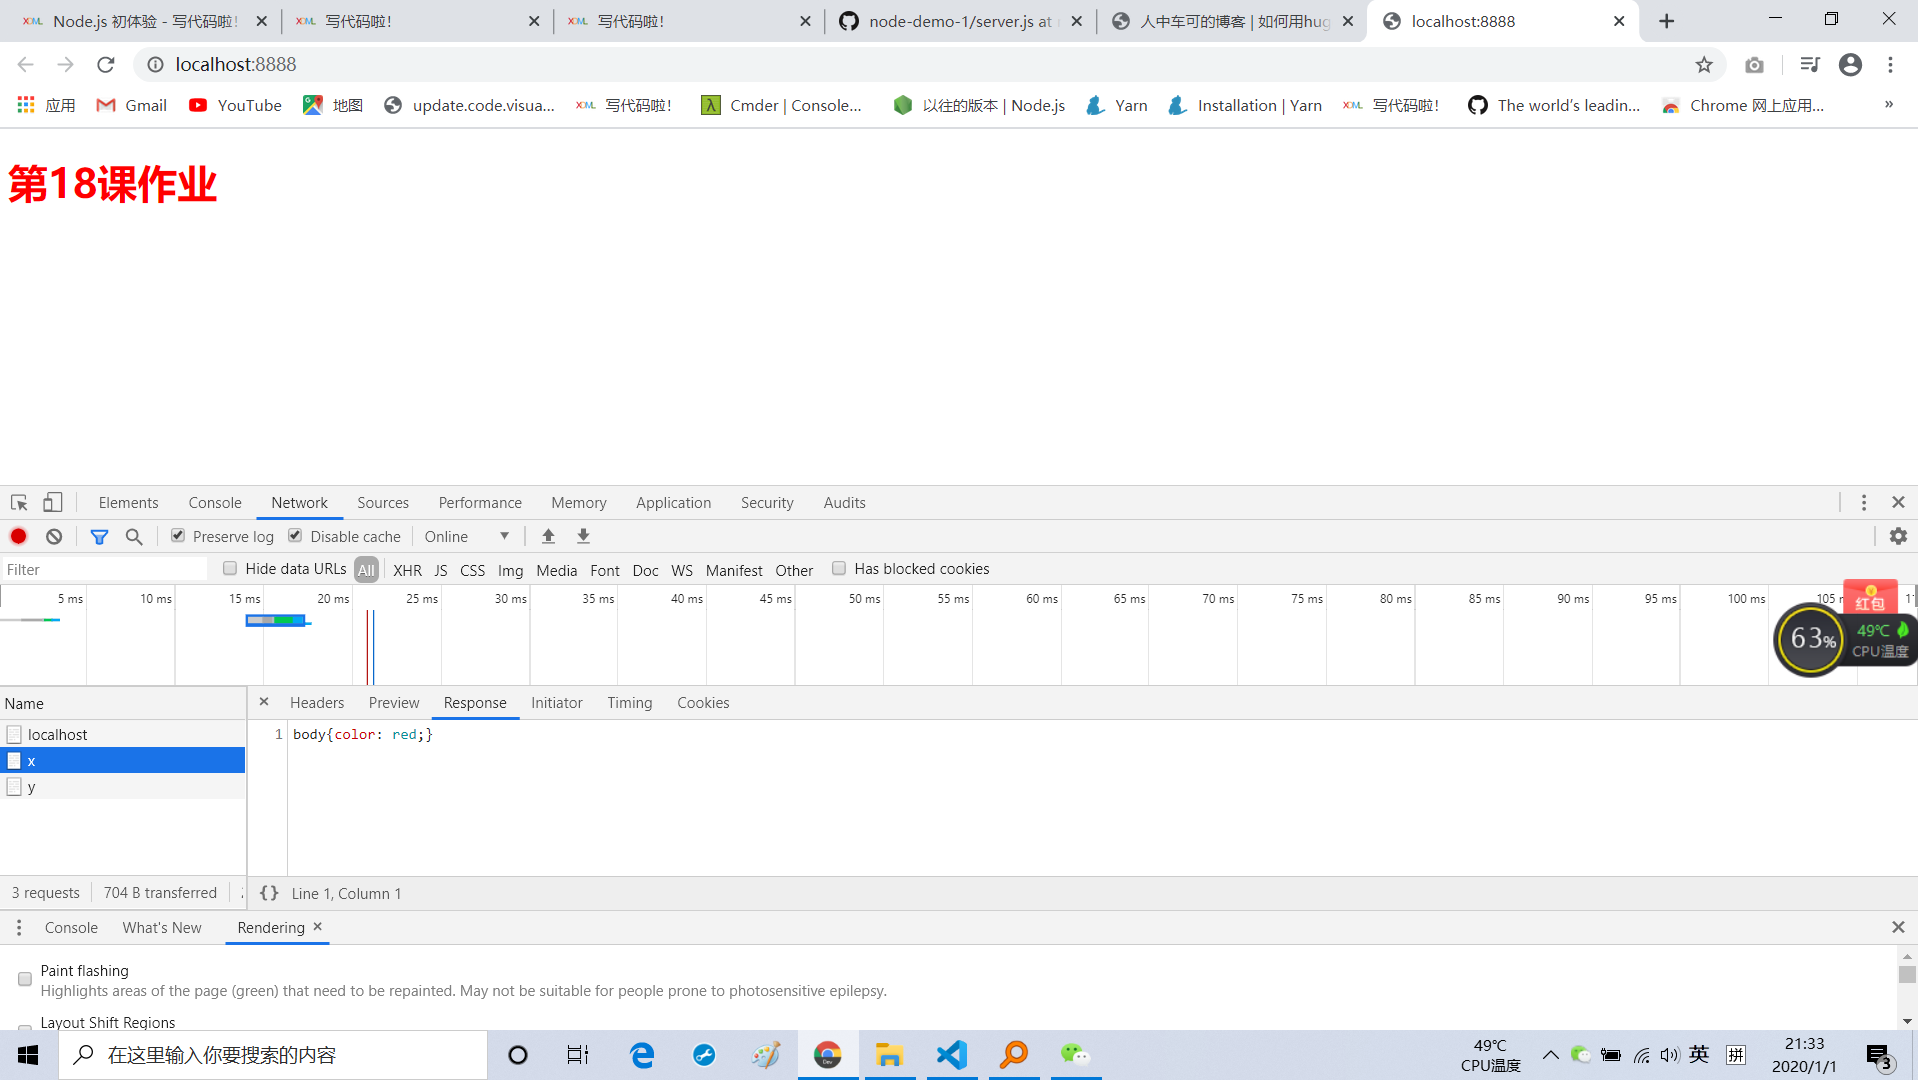 Node.js 初体验 - 写代码啦!
写代码啦!
写代码啦!
node-demo-1/server.js at
人中车可的博客 | 如何用hug
localhost:8888
localhost:8888
应用
Gmail
YouTube
地图
update.code.visua...
写代码啦!
Cmder | Console...
以往的版本 | Node.js
Yarn
Installation | Yarn
写代码啦!
The world's leadin...
Chrome 网上应用...
»
第18课作业
Elements Console Network Sources Performance Memory Application Security Audits
Preserve log Disable cache Online
Filter Hide data URLs All XHR JS CSS Img Media Font Doc WS Manifest Other Has blocked cookies
5 ms 10 ms 15 ms 20 ms 25 ms 30 ms 35 ms 40 ms 45 ms 50 ms 55 ms 60 ms 65 ms 70 ms 75 ms 80 ms 85 ms 90 ms 95 ms 100 ms
红包
63%
49℃
CPU温度
Name
Headers Preview Response Initiator Timing Cookies
localhost
x
y
1 body{color: red;}
3 requests 704 B transferred
{} Line 1, Column 1
Console What's New Rendering
Paint flashing
Highlights areas of the page (green) that need to be repainted. May not be suitable for people prone to photosensitive epilepsy.
Layout Shift Regions
在这里输入你要搜索的内容
Dev
49℃
CPU温度
英
拼
21:33
2020/1/1
3